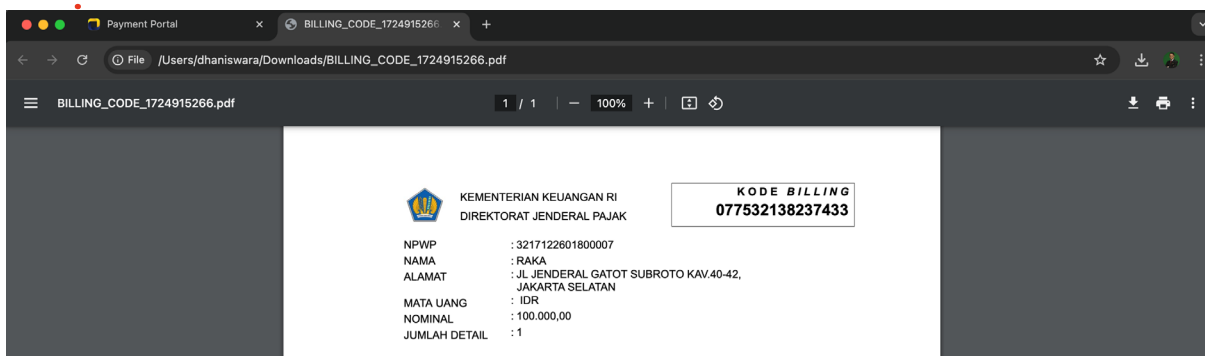 Payment Portal
BILLING_CODE_1724915266
File /Users/dhaniswara/Downloads/BILLING_CODE_1724915266.pdf
BILLING_CODE_1724915266.pdf
1 / 1
100%
KODE BILLING
077532138237433
KEMENTERIAN KEUANGAN RI
DIREKTORAT JENDERAL PAJAK
NPWP : 3217122601800007
NAMA : RAKA
ALAMAT : JL JENDERAL GATOT SUBROTO KAV.40-42,
JAKARTA SELATAN
MATA UANG : IDR
NOMINAL : 100.000,00
JUMLAH DETAIL : 1